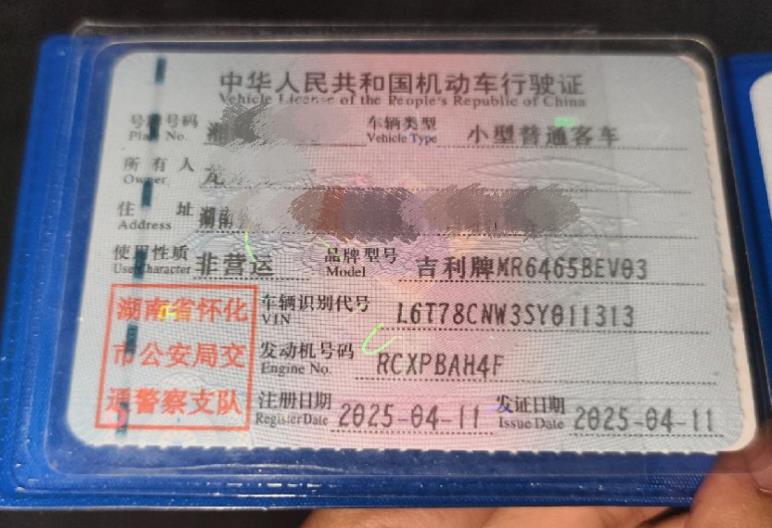 中华人民共和国机动车行驶证
Vehicle License of the People's Republic of China
号牌号码 湘 车辆类型 小型普通客车
Plate No. Vehicle Type
所有人 龙
Owner
住址 湖南
Address
使用性质 非营运 品牌型号 吉利牌MR6465BEV03
Use Character Model
湖南省怀化 车辆识别代号 L6T78CNW3SY011313
VIN
市公安局交 发动机号码 RCXPBAH4F
Engine No.
通警察支队 注册日期 2025-04-11 发证日期 2025-04-11
Register Date Issue Date